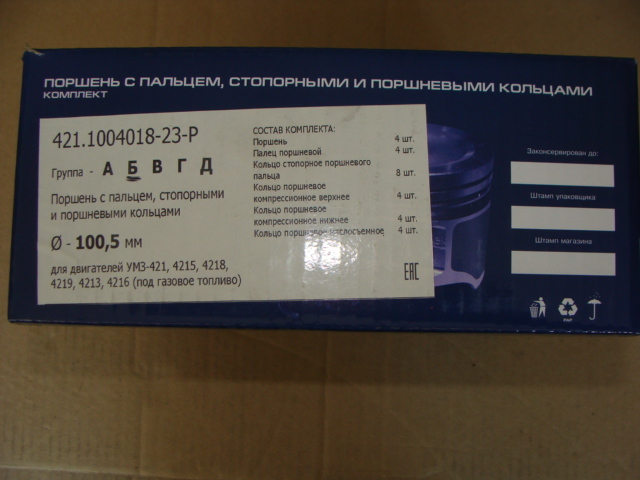 ПОРШЕНЬ С ПАЛЬЦЕМ, СТОПОРНЫМИ И ПОРШНЕВЫМИ КОЛЬЦАМИ
КОМПЛЕКТ
421.1004018-23-Р
Группа - А Б В Г Д
Поршень с пальцем, стопорными
и поршневыми кольцами
Ø - 100,5 мм
для двигателей УМЗ-421, 4215, 4218,
4219, 4213, 4216 (под газовое топливо)
СОСТАВ КОМПЛЕКТА:
Поршень 4 шт.
Палец поршневой 4 шт.
Кольцо стопорное поршневого
пальца 8 шт.
Кольцо поршневое
компрессионное верхнее 4 шт.
Кольцо поршневое
компрессионное нижнее 4 шт.
Кольцо поршневое маслосъемное 4 шт.
EAC
Законсервирован до:
Штамп упаковщика
Штамп магазина
PAP